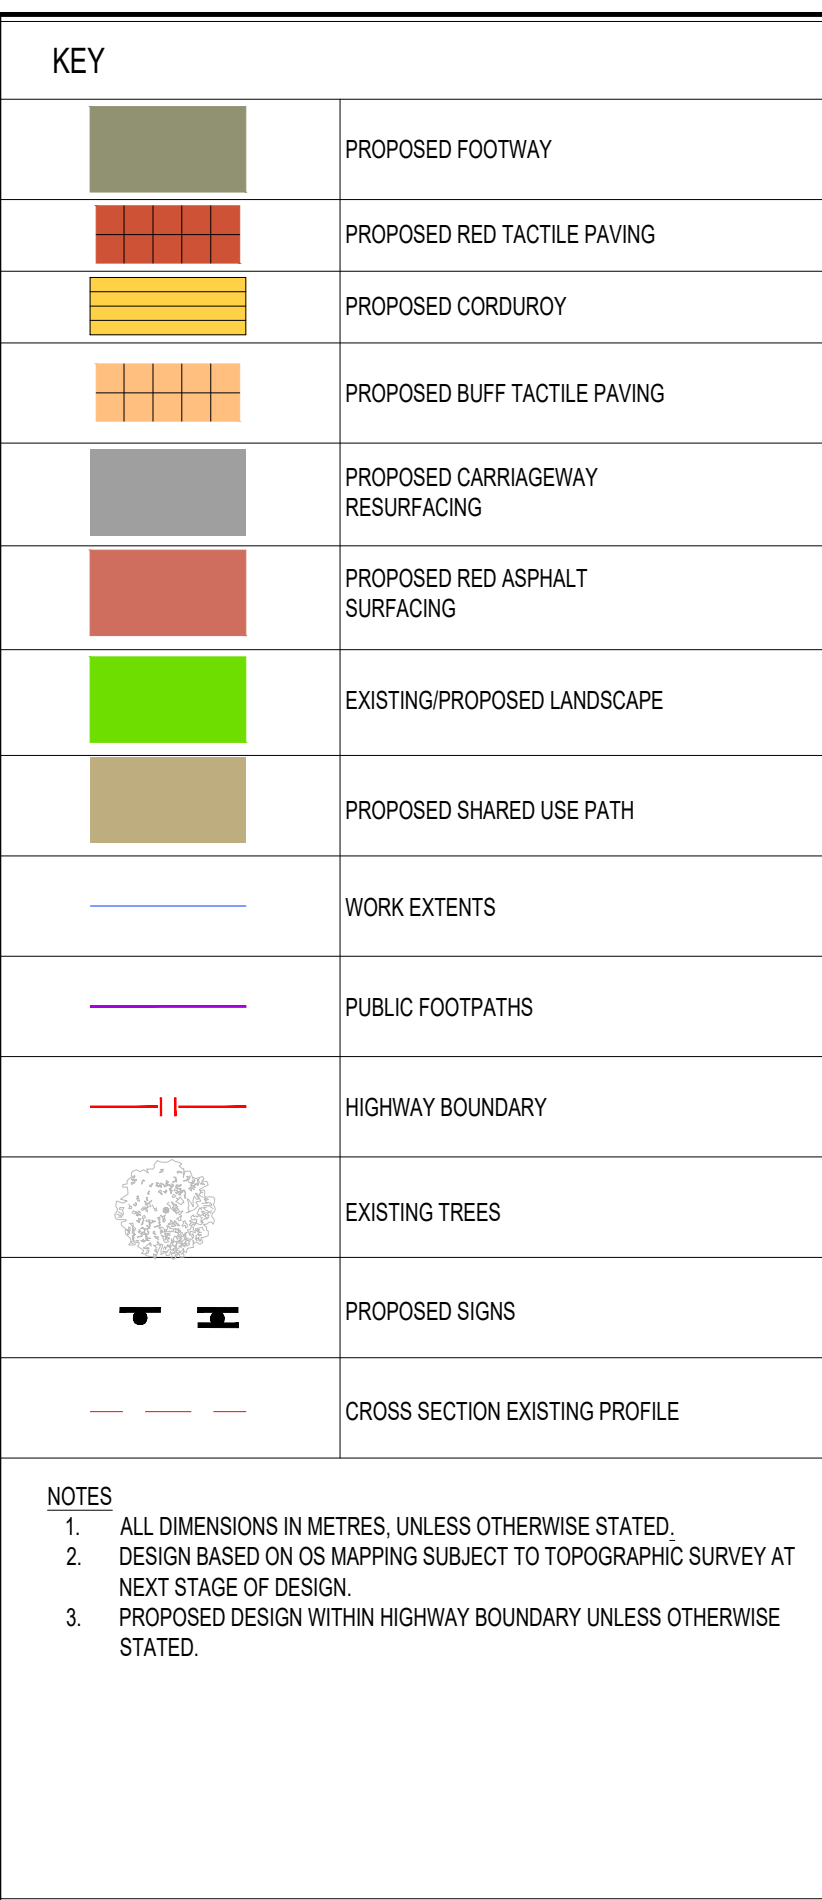 KEY
PROPOSED FOOTWAY
PROPOSED RED TACTILE PAVING
PROPOSED CORDUROY
PROPOSED BUFF TACTILE PAVING
PROPOSED CARRIAGEWAY
RESURFACING
PROPOSED RED ASPHALT
SURFACING
EXISTING/PROPOSED LANDSCAPE
PROPOSED SHARED USE PATH
WORK EXTENTS
PUBLIC FOOTPATHS
HIGHWAY BOUNDARY
EXISTING TREES
PROPOSED SIGNS
CROSS SECTION EXISTING PROFILE
NOTES
1. ALL DIMENSIONS IN METRES, UNLESS OTHERWISE STATED.
2. DESIGN BASED ON OS MAPPING SUBJECT TO TOPOGRAPHIC SURVEY AT
NEXT STAGE OF DESIGN.
3. PROPOSED DESIGN WITHIN HIGHWAY BOUNDARY UNLESS OTHERWISE
STATED.